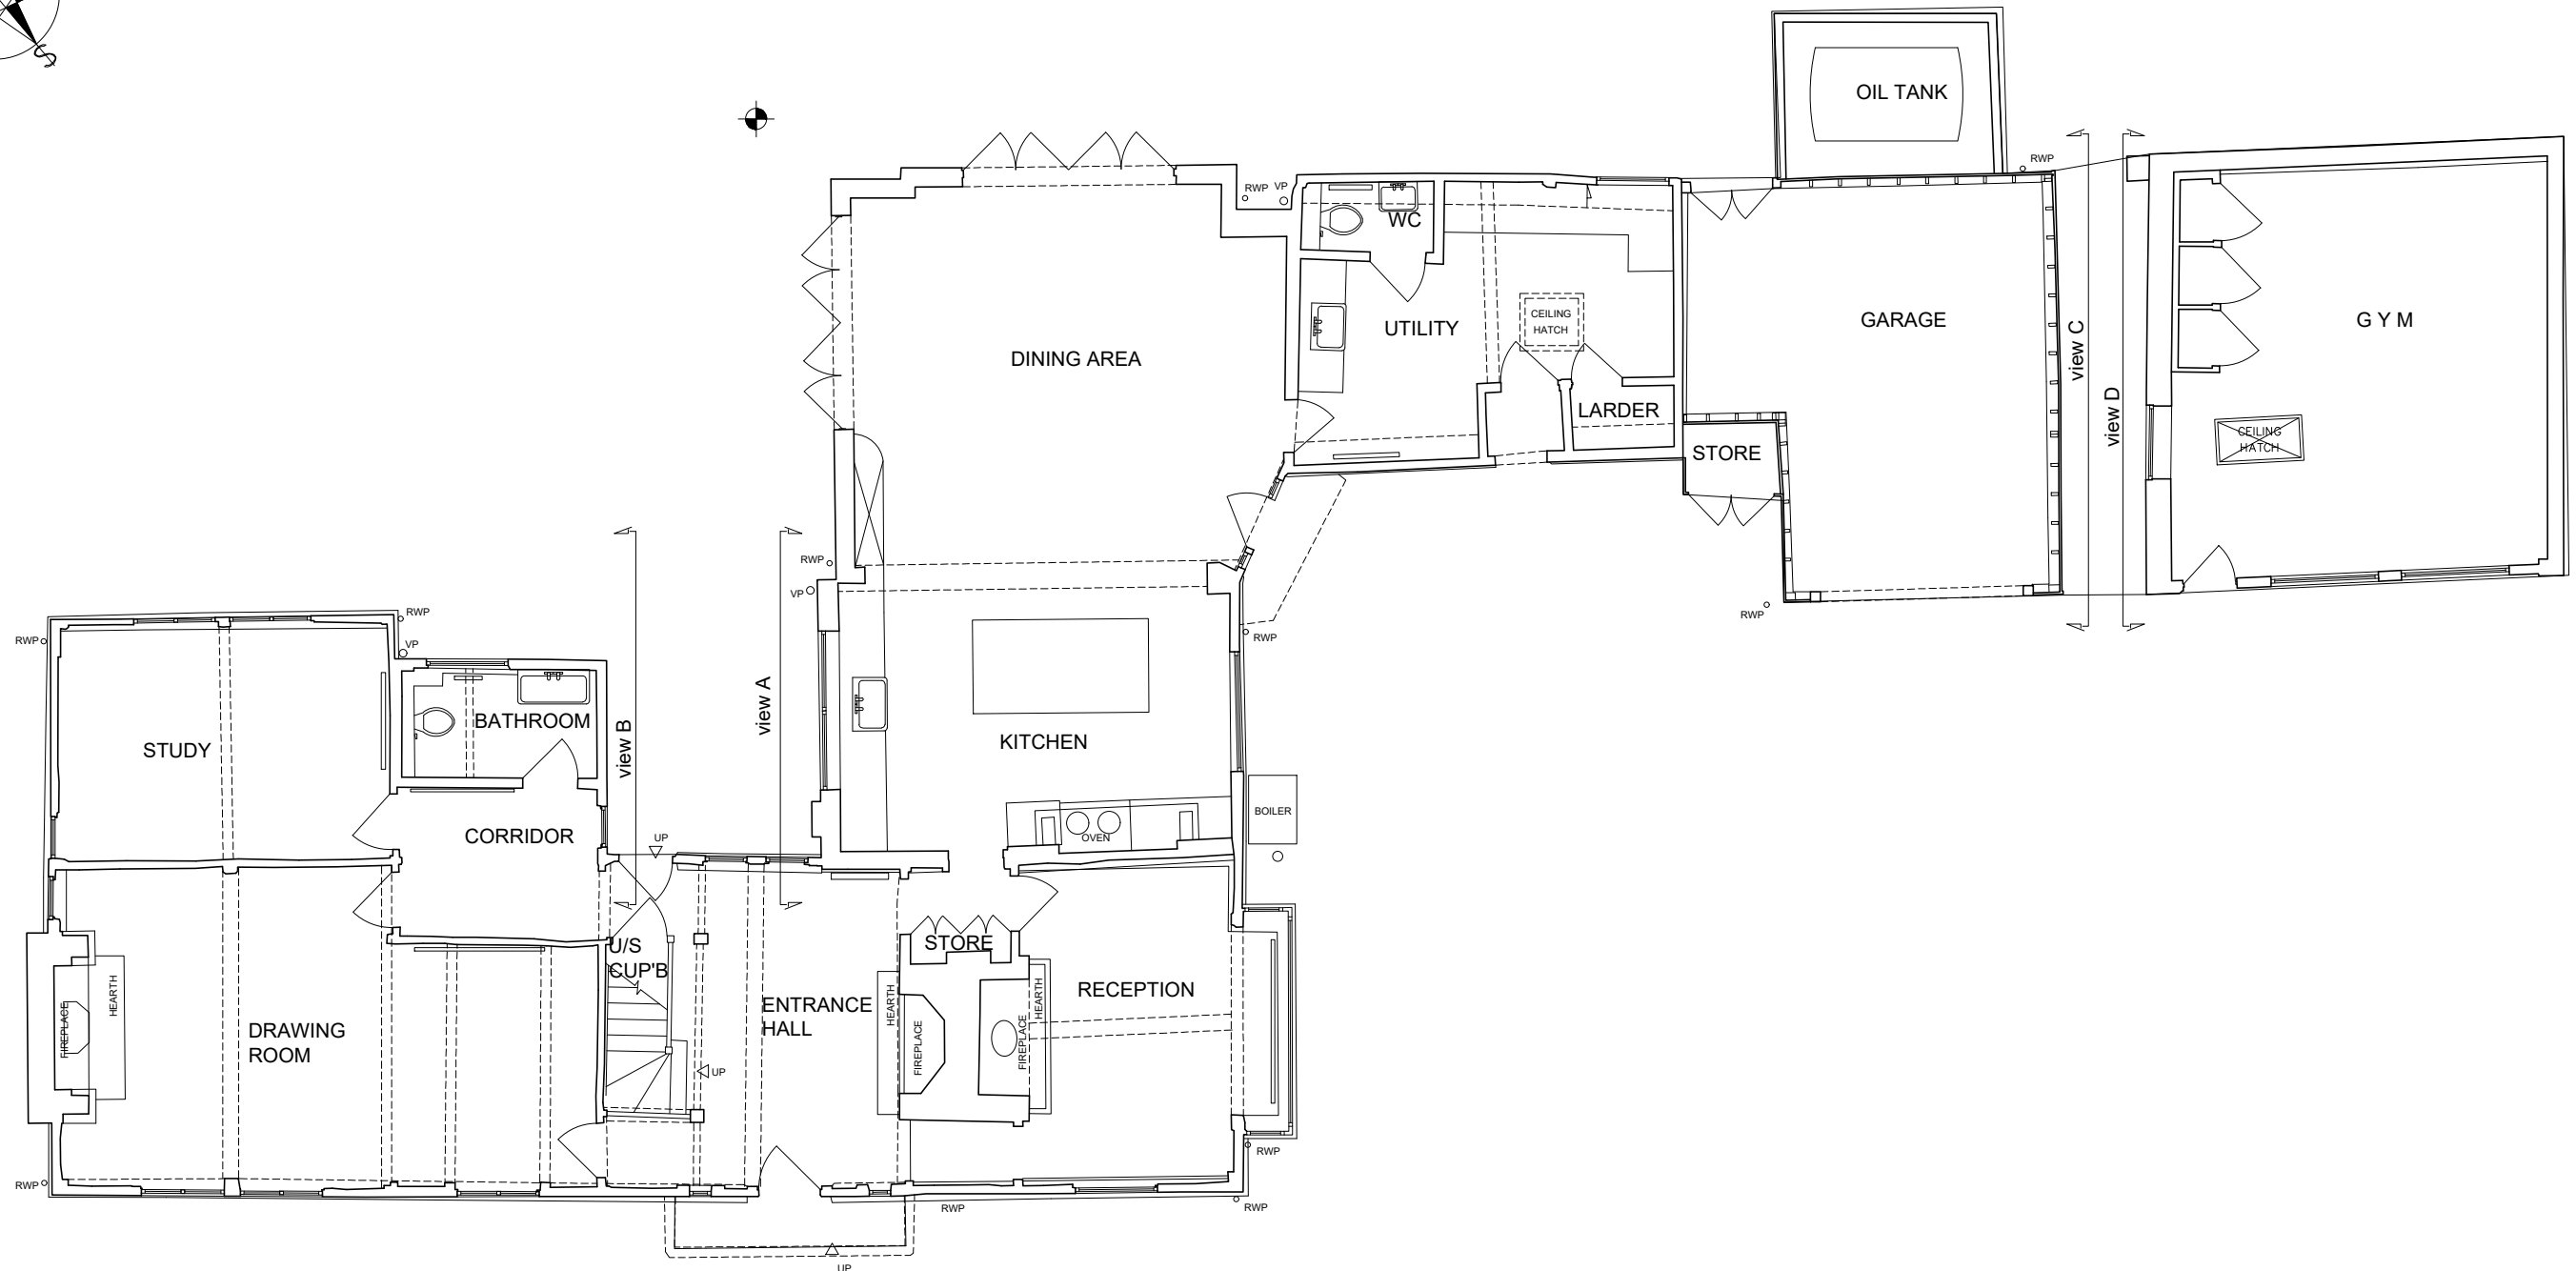 S
OIL TANK
RWP
RWP
VP
WC
CEILING
HATCH
UTILITY
GARAGE
G Y M
view C
DINING AREA
LARDER
view D
CEILING
HATCH
STORE
RWP
VP
RWP
RWP
RWP
RWP
VP
view A
BATHROOM
view B
STUDY
KITCHEN
BOILER
CORRIDOR
OVEN
UP
STORE
U/S
CUP'B
RECEPTION
HEARTH
ENTRANCE
HALL
HEARTH
HEARTH
FIREPLACE
DRAWING
ROOM
FIREPLACE
FIREPLACE
UP
RWP
RWP
RWP
RWP
UP